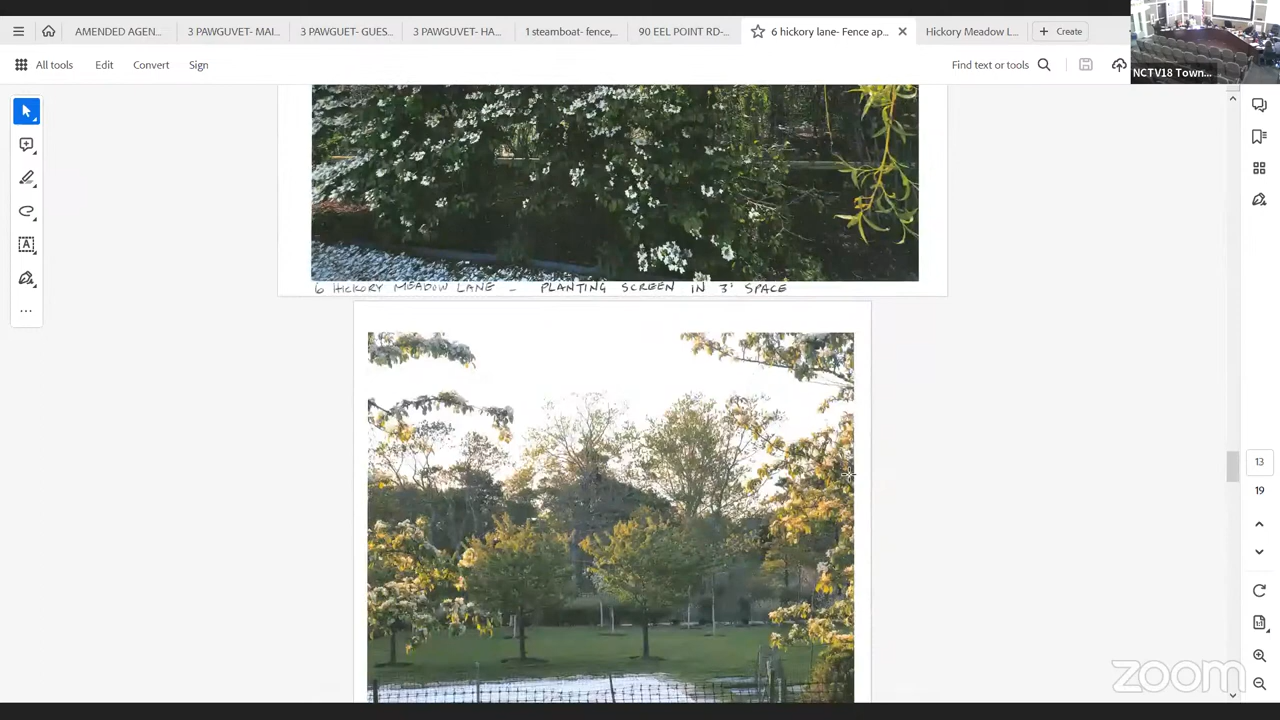 AMENDED AGEN...
3 PAWGUVET- MAI...
3 PAWGUET- GUES...
3 PAWGUVET- HA...
1 steamboat- fence,...
90 EEL POINT RD-...
6 hickory lane- Fence ap...
Hickory Meadow L...
Create
All tools
Edit
Convert
Sign
Find text or tools
NCTV18 Town...
6 HICKORY MEADOW LANE - PLANTING SCREEN IN 3' SPACE
13
19
zoom